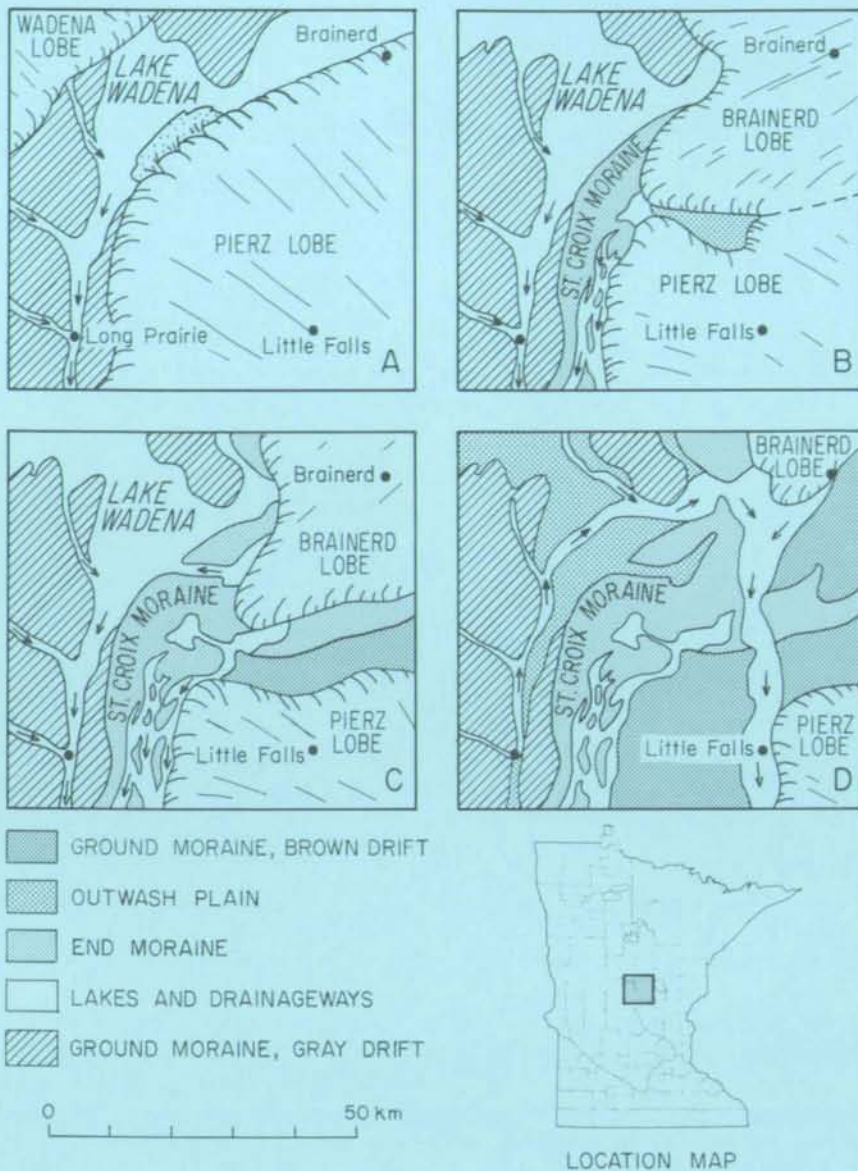 WADENA
LOBE
LAKE
WADENA
Brainerd
PIERZ LOBE
Long Prairie
Little Falls
A
LAKE
WADENA
Brainerd
BRAINERD
LOBE
ST. CROIX MORAINE
PIERZ LOBE
Little Falls
B
LAKE
WADENA
Brainerd
BRAINERD
LOBE
ST. CROIX MORAINE
PIERZ
LOBE
Little Falls
C
BRAINERD
LOBE
ST. CROIX MORAINE
PIERZ
LOBE
Little Falls
D
GROUND MORAINE, BROWN DRIFT
OUTWASH PLAIN
END MORAINE
LAKES AND DRAINAGEWAYS
GROUND MORAINE, GRAY DRIFT
0 50 km
LOCATION MAP